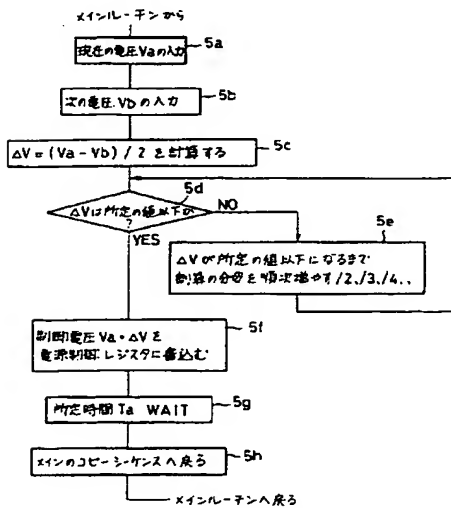 メインルーチンから
現在の電圧Vaの入力
5a
次の電圧Vbの入力
5b
ΔV=(Va-Vb)/2を計算する
5c
5d
ΔVは所定の値以下か
?
NO
YES
5e
ΔVが所定の値以下になるまで
割算の分母を順次増やす/2、/3、/4、、
5f
制御電圧Va・ΔVを
電源制御レジスタに書込む
5g
所定時間Ta WAIT
5h
メインのコピーシーケンスへ戻る
メインルーチンへ戻る